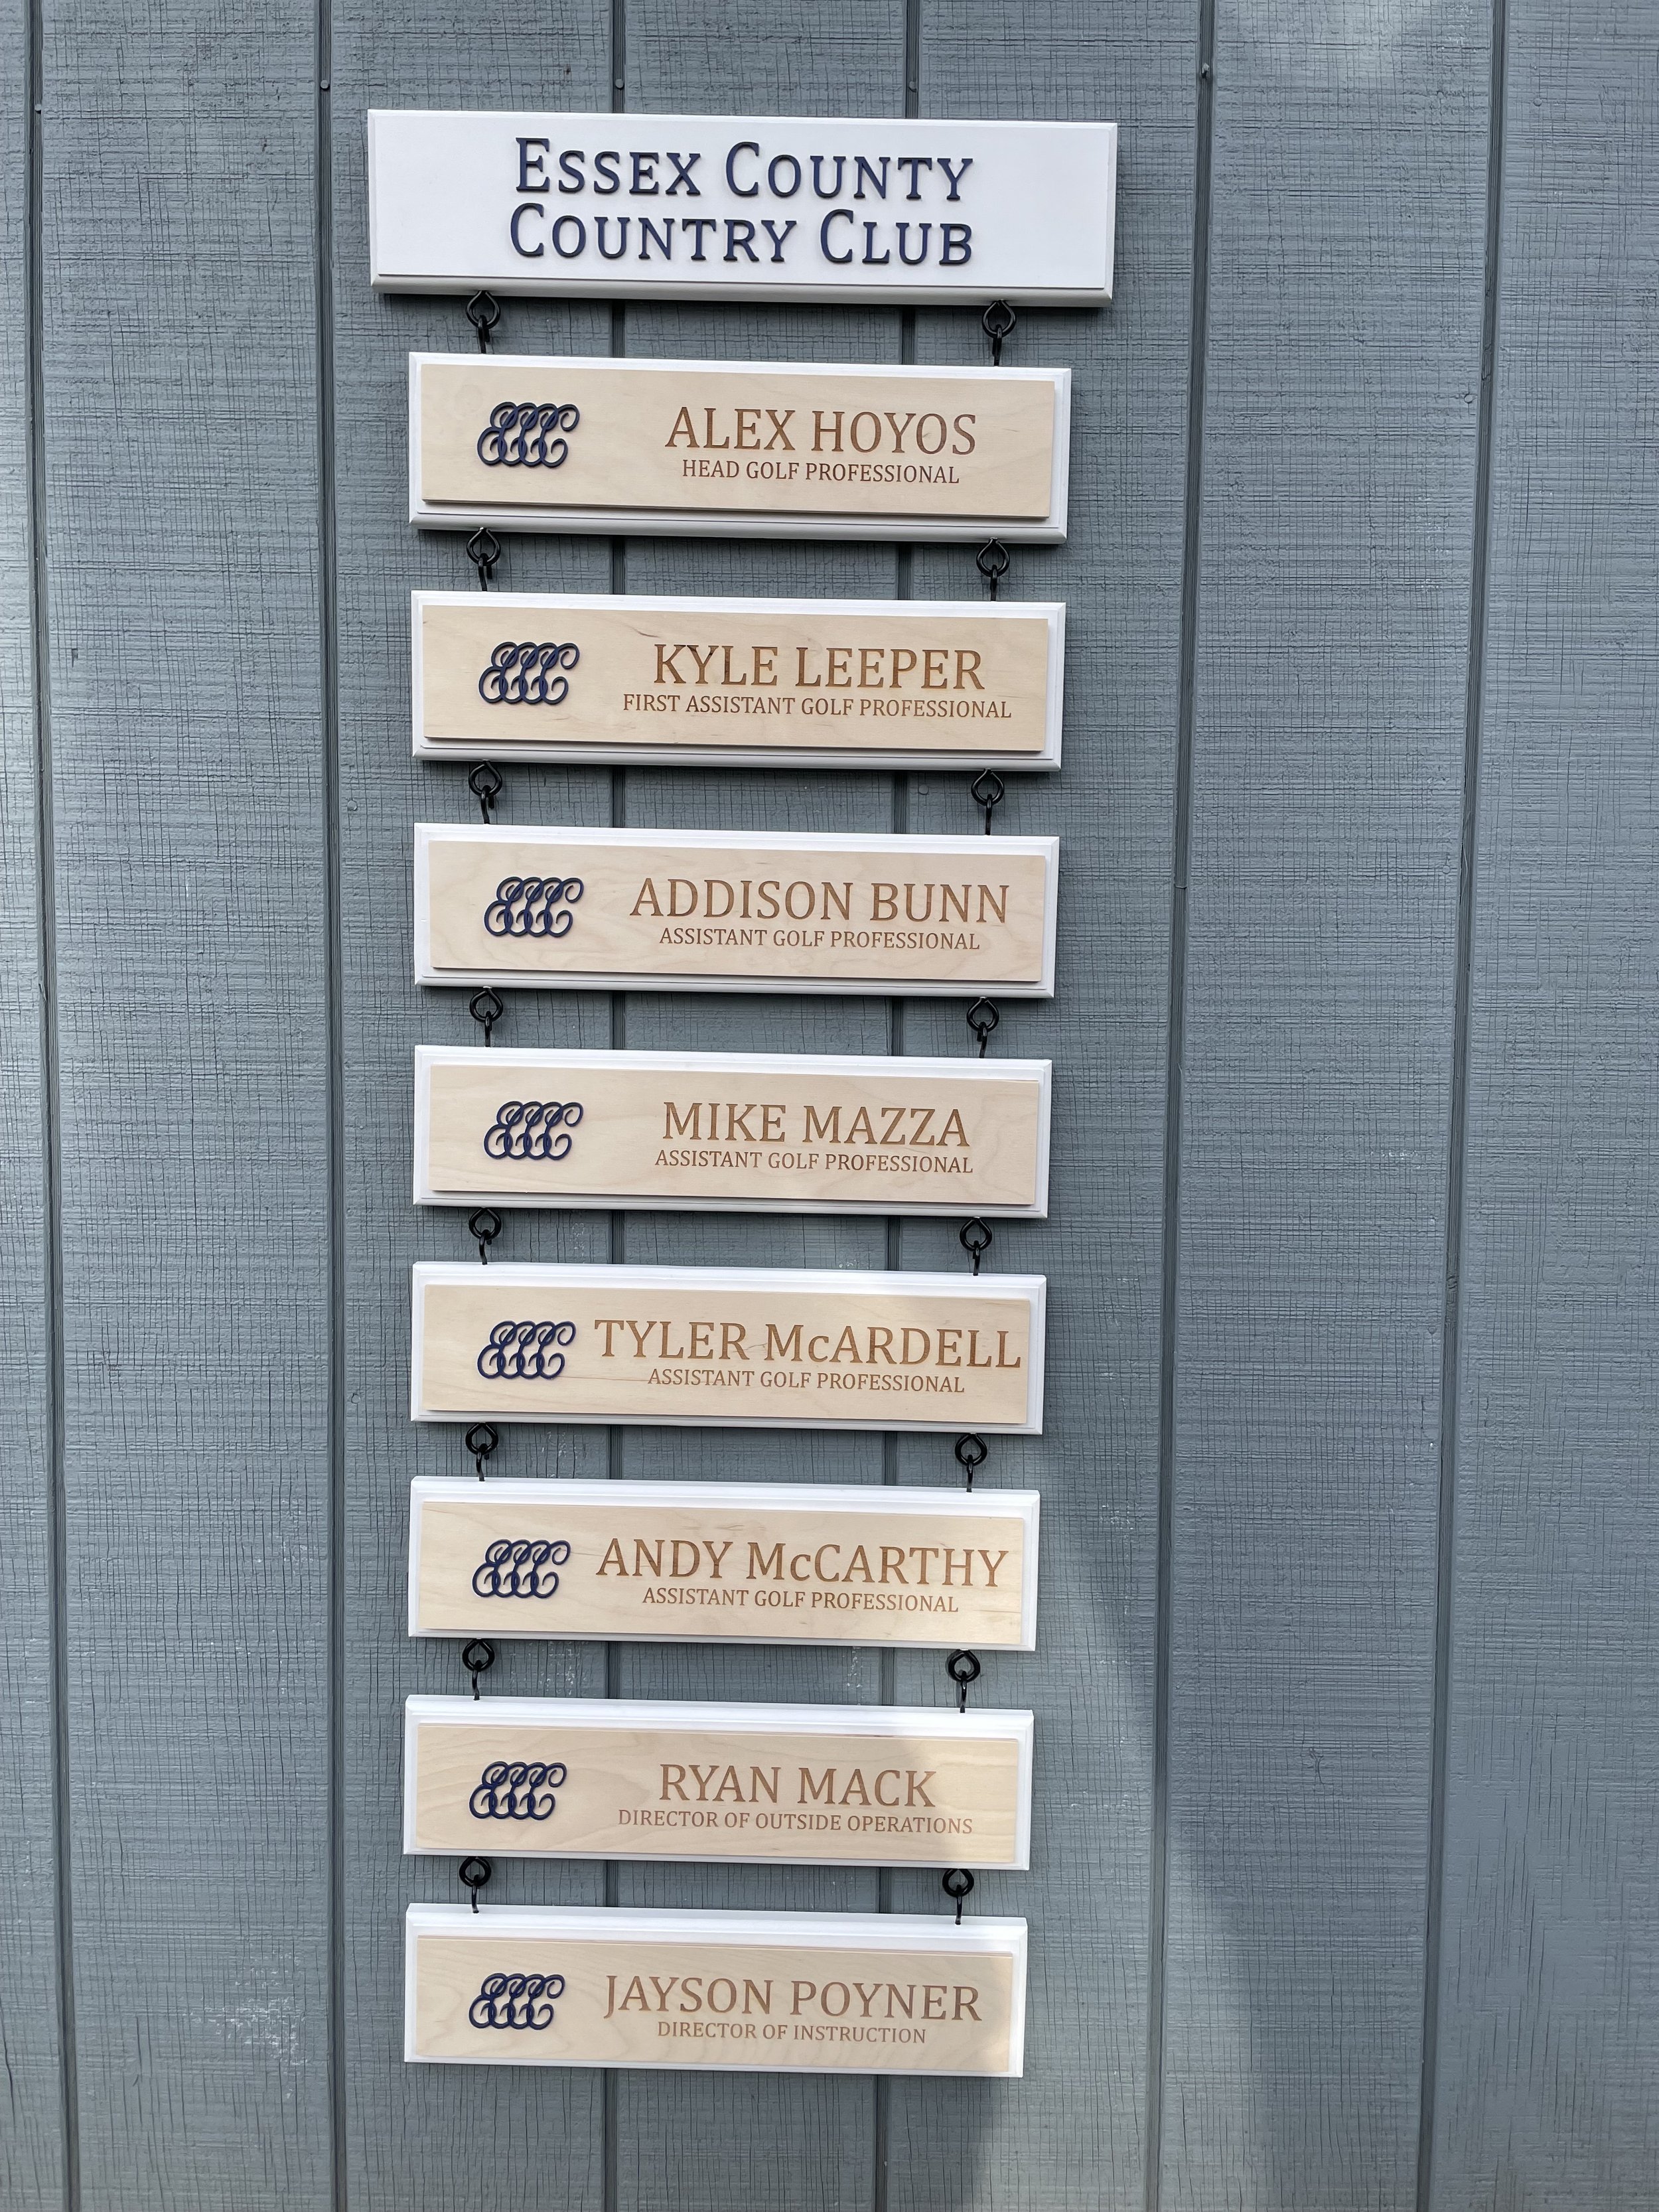 ESSEX COUNTY
COUNTRY CLUB
ALEX HOYOS
HEAD GOLF PROFESSIONAL
KYLE LEEPER
FIRST ASSISTANT GOLF PROFESSIONAL
ADDISON BUNN
ASSISTANT GOLF PROFESSIONAL
MIKE MAZZA
ASSISTANT GOLF PROFESSIONAL
TYLER McARDELL
ASSISTANT GOLF PROFESSIONAL
ANDY McCARTHY
ASSISTANT GOLF PROFESSIONAL
RYAN MACK
DIRECTOR OF OUTSIDE OPERATIONS
JAYSON POYNER
DIRECTOR OF INSTRUCTION